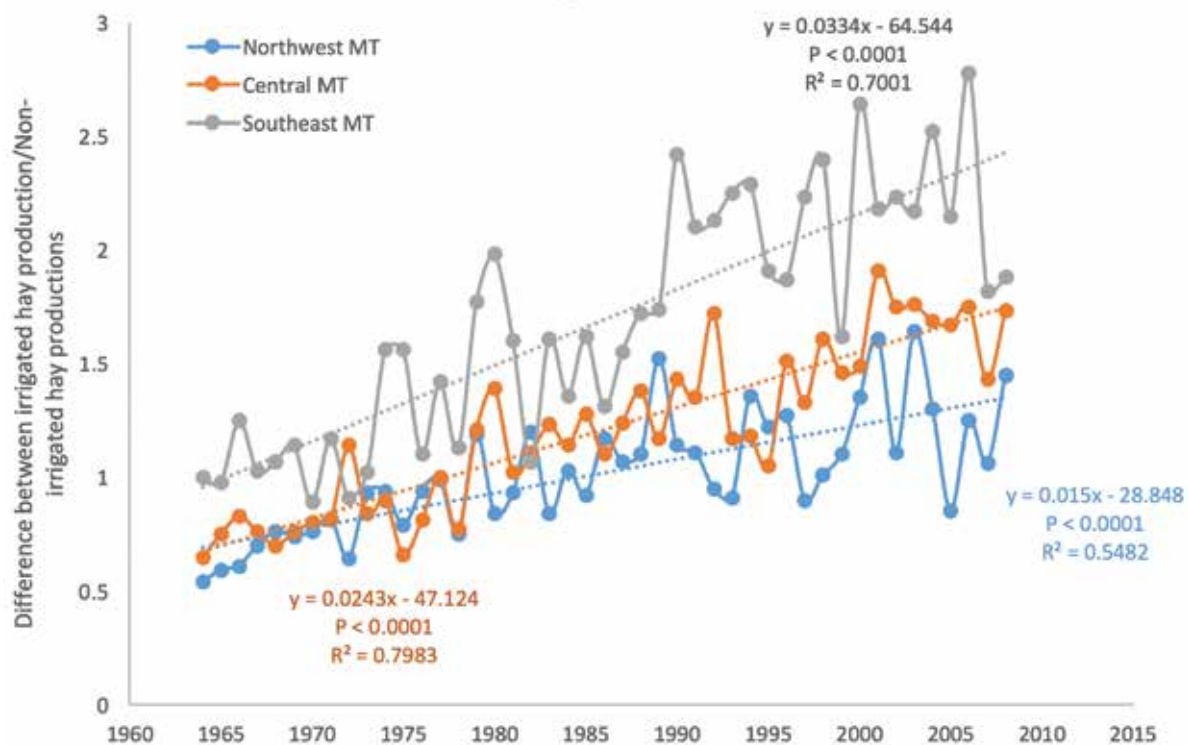 3
2.5
2
1.5
1
0.5
0
Difference between irrigated hay production/Non-
irrigated hay productions
Northwest MT
Central MT
Southeast MT
y = 0.0334x - 64.544
P < 0.0001
R² = 0.7001
y = 0.015x - 28.848
P < 0.0001
R² = 0.5482
y = 0.0243x - 47.124
P < 0.0001
R² = 0.7983
1960 1965 1970 1975 1980 1985 1990 1995 2000 2005 2010 2015